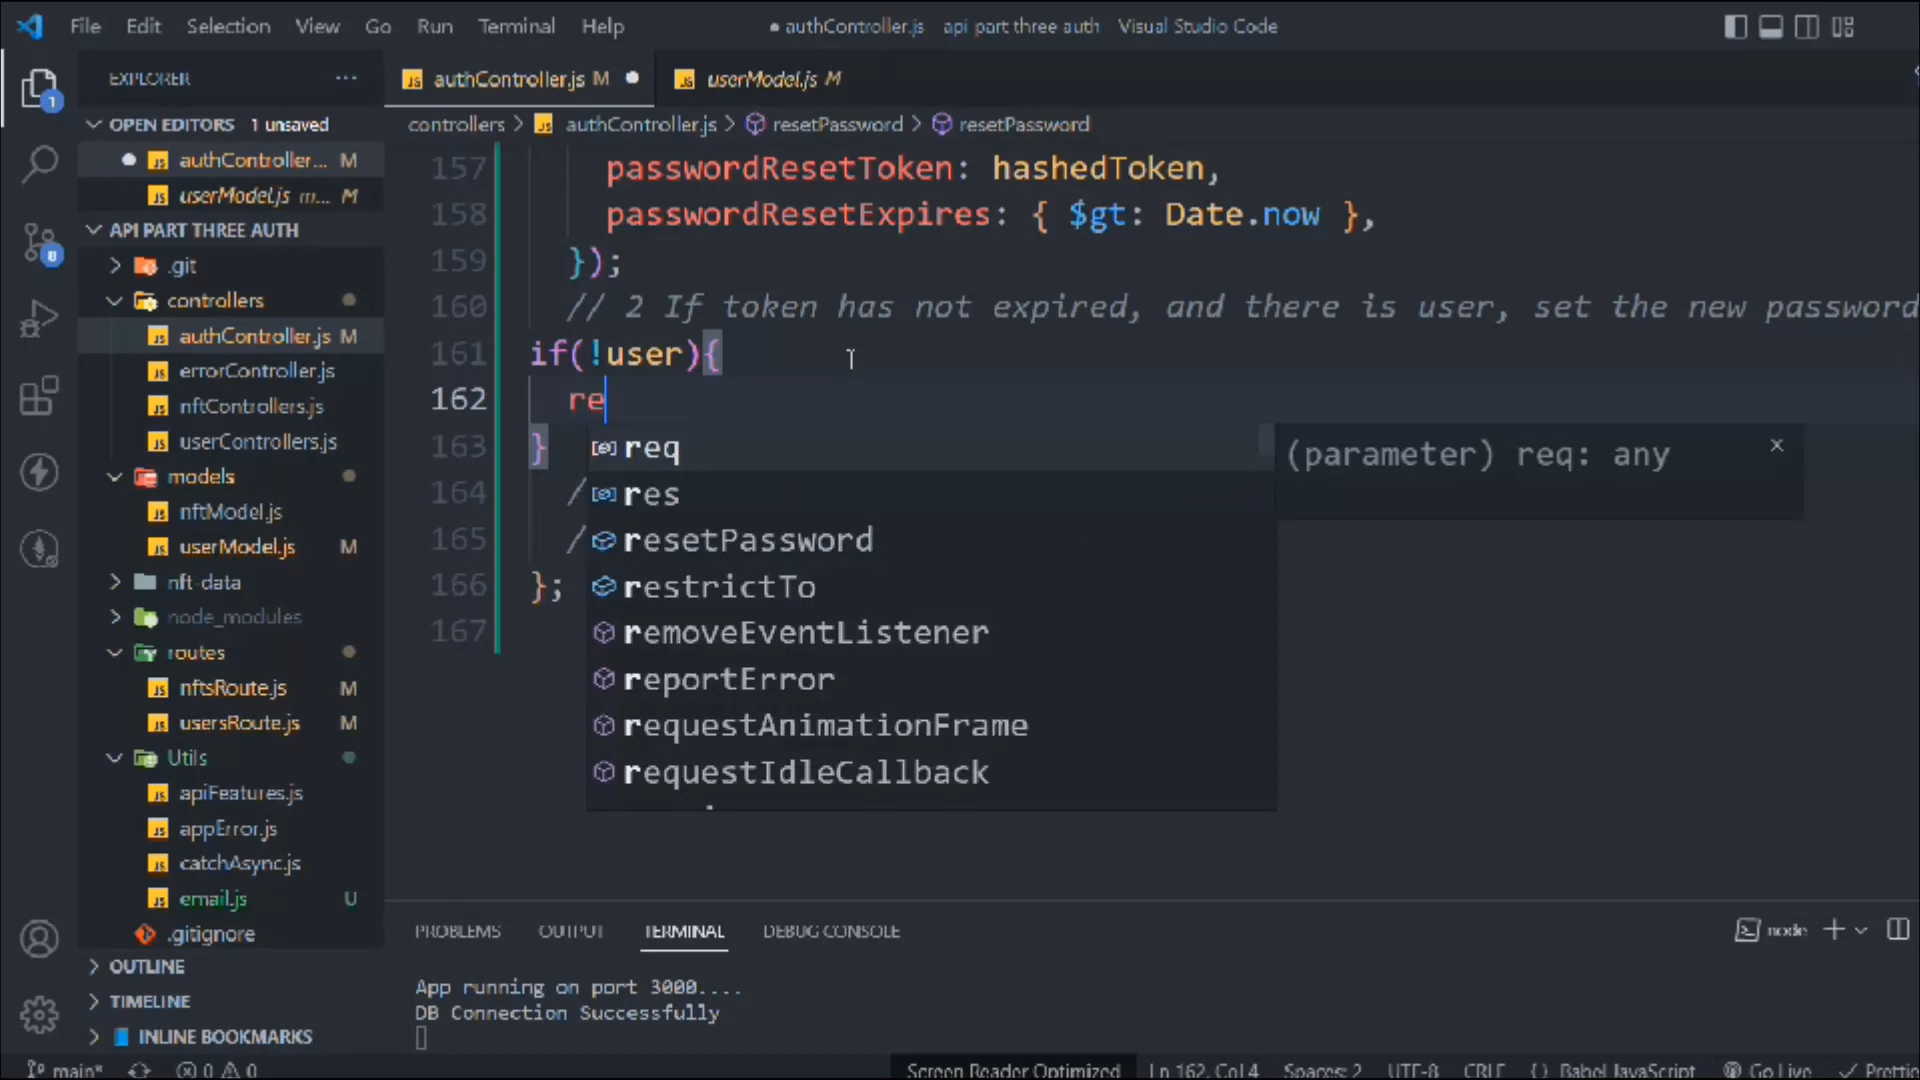 File Edit Selection View Go Run Terminal Help
● authController.js api part three auth Visual Studio Code
EXPLORER ···
authController.js M ●
userModel.js M
OPEN EDITORS 1 unsaved
authController... M
userModel.js m... M
API PART THREE AUTH
.git
controllers
authController.js M
errorController.js
nftControllers.js
userControllers.js
models
nftModel.js
userModel.js M
nft-data
node_modules
routes
nftsRoute.js M
usersRoute.js M
Utils
apiFeatures.js
appError.js
catchAsync.js
email.js U
.gitignore
OUTLINE
TIMELINE
INLINE BOOKMARKS
controllers > authController.js > resetPassword > resetPassword
157 passwordResetToken: hashedToken,
158 passwordResetExpires: { $gt: Date.now },
159 });
160 // 2 If token has not expired, and there is user, set the new password
161 if(!user){
162 re
163 }
164 /
165 /
166 };
167
req
res
resetPassword
restrictTo
removeEventListener
reportError
requestAnimationFrame
requestIdleCallback
(parameter) req: any ×
PROBLEMS OUTPUT TERMINAL DEBUG CONSOLE
node
App running on port 3000....
DB Connection Successfully
main* 0 0
Screen Reader Optimized Ln 162, Col 4 Spaces: 2 UTF-8 CRLF {} Babel JavaScript Go Live Prettie